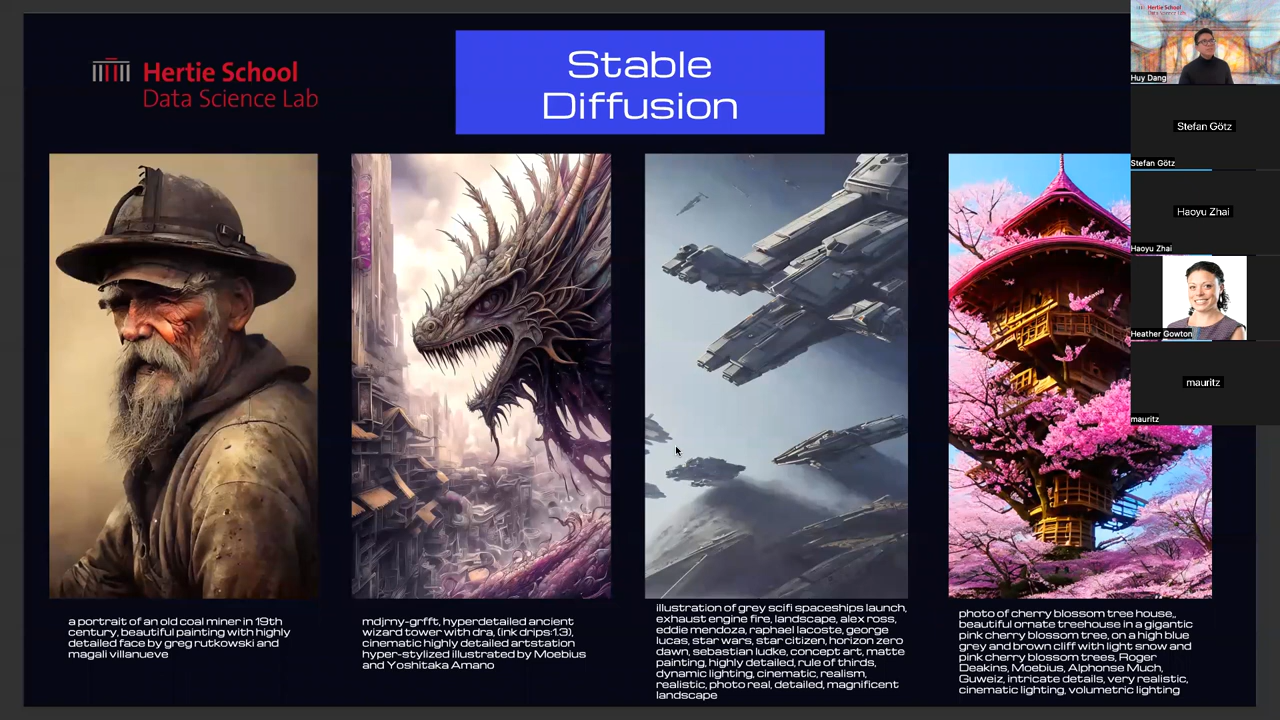 Hertie School
Data Science Lab
Stable
Diffusion
a portrait of an old coal miner in 19th
century, beautiful painting with highly
detailed face by greg rutkowski and
magali villanueve
mdjrny-grfft, hyperdetailed ancient
wizard tower with dra, (ink drips:1.3),
cinematic highly detailed artstation
hyper-stylized illustrated by Moebius
and Yoshitaka Amano
illustration of grey scifi spaceships launch,
exhaust engine fire, landscape, alex ross,
eddie mendoza, raphael lacoste, george
lucas, star wars, star citizen, horizon zero
dawn, sebastian ludke, concept art, matte
painting, highly detailed, rule of thirds,
dynamic lighting, cinematic, realism,
realistic, photo real, detailed, magnificent
landscape
photo of cherry blossom tree house,,
beautiful ornate treehouse in a gigantic
pink cherry blossom tree, on a high blue
grey and brown cliff with light snow and
pink cherry blossom trees, Roger
Deakins, Moebius, Alphonse Much,
Guweiz, intricate details, very realistic,
cinematic lighting, volumetric lighting
Hertie School
Data Science Lab
Huy Dang
Stefan Götz
Stefan Götz
Haoyu Zhai
Haoyu Zhai
Heather Gowton
mauritz
mauritz